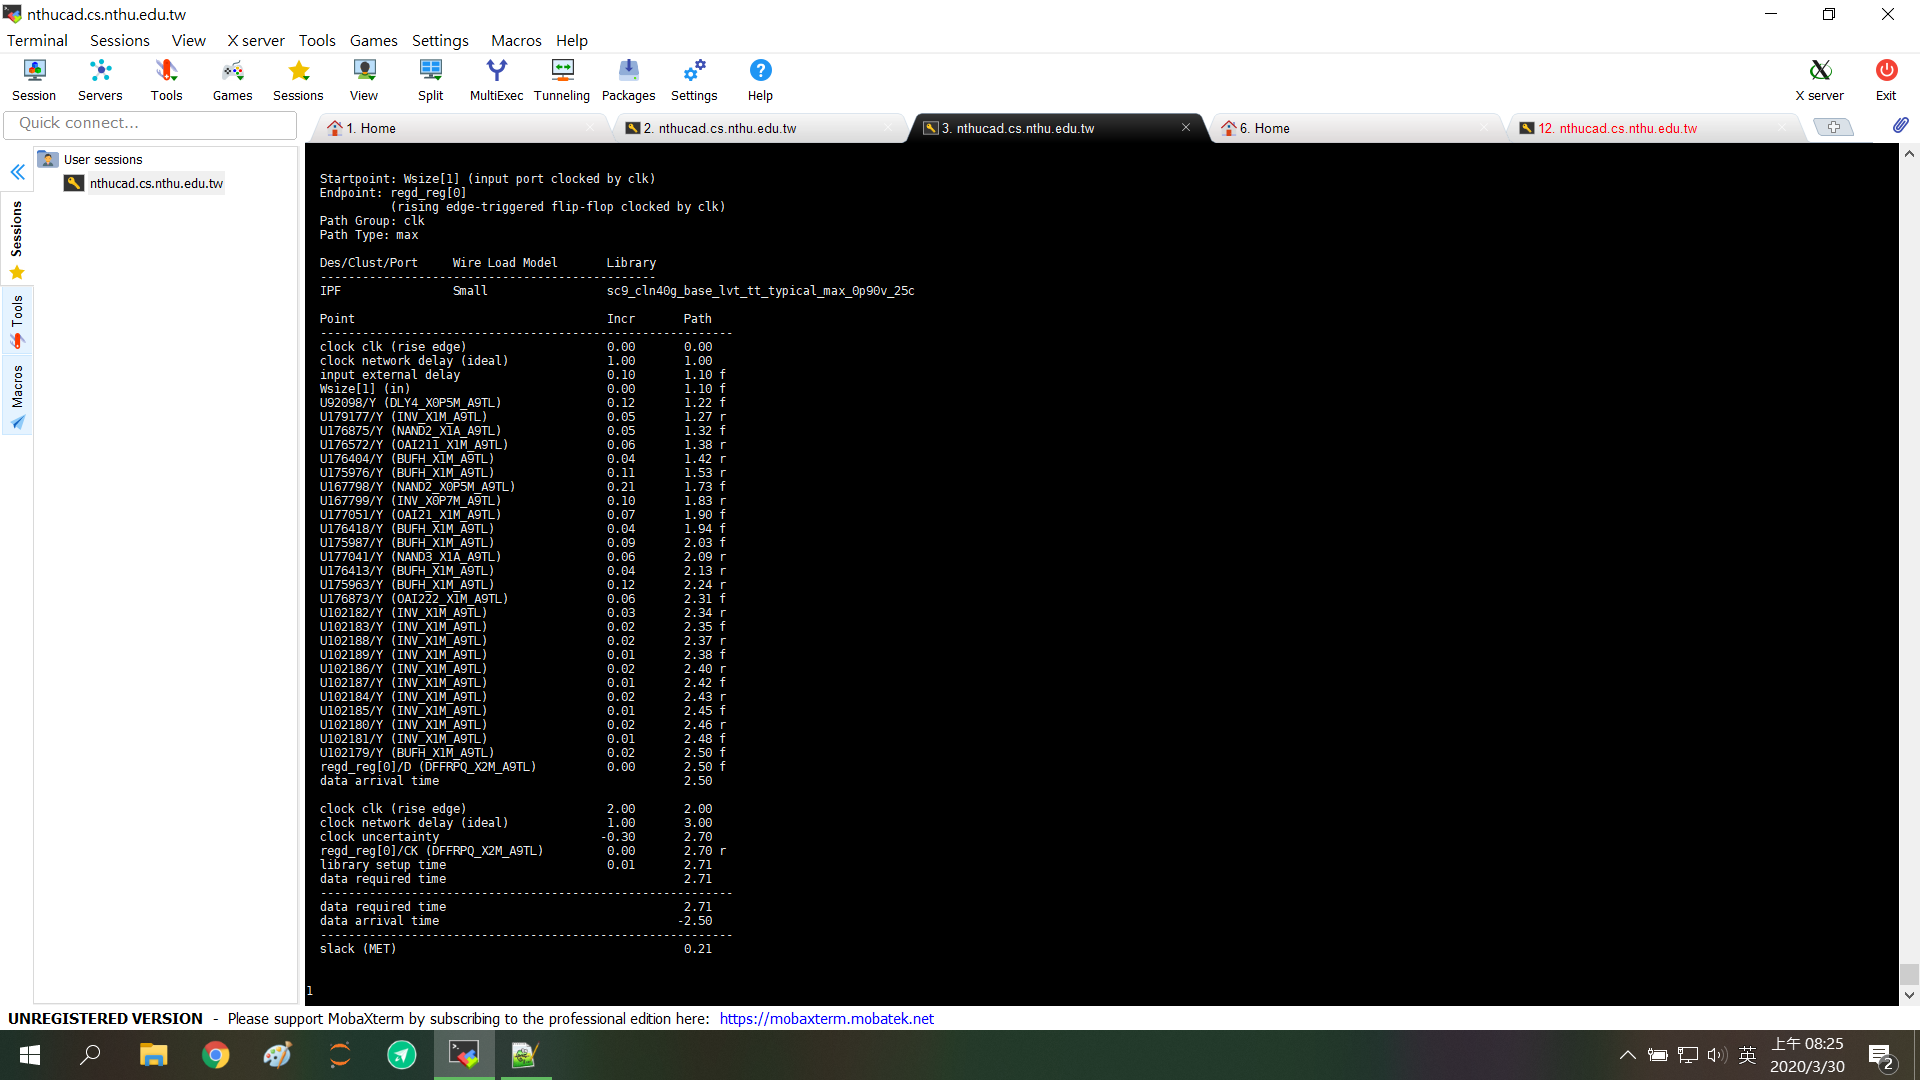 nthucad.cs.nthu.edu.tw
Terminal Sessions View X server Tools Games Settings Macros Help
Session Servers Tools Games Sessions View Split MultiExec Tunneling Packages Settings Help X server Exit
Quick connect...
1. Home
2. nthucad.cs.nthu.edu.tw
3. nthucad.cs.nthu.edu.tw
6. Home
12. nthucad.cs.nthu.edu.tw
User sessions
nthucad.cs.nthu.edu.tw
Sessions
Tools
Macros
Startpoint: Wsize[1] (input port clocked by clk)
Endpoint: regd_reg[0]
(rising edge-triggered flip-flop clocked by clk)
Path Group: clk
Path Type: max
Des/Clust/Port Wire Load Model Library
------------------------------------------------
IPF Small sc9_cln40g_base_lvt_tt_typical_max_0p90v_25c
Point Incr Path
-----------------------------------------------------------
clock clk (rise edge) 0.00 0.00
clock network delay (ideal) 1.00 1.00
input external delay 0.10 1.10 f
Wsize[1] (in) 0.00 1.10 f
U92098/Y (DLY4_X0P5M_A9TL) 0.12 1.22 f
U179177/Y (INV_X1M_A9TL) 0.05 1.27 r
U176875/Y (NAND2_X1A_A9TL) 0.05 1.32 f
U176572/Y (OAI211_X1M_A9TL) 0.06 1.38 r
U176404/Y (BUFH_X1M_A9TL) 0.04 1.42 r
U175976/Y (BUFH_X1M_A9TL) 0.11 1.53 r
U167798/Y (NAND2_X0P5M_A9TL) 0.21 1.73 f
U167799/Y (INV_X0P7M_A9TL) 0.10 1.83 r
U177051/Y (OAI21_X1M_A9TL) 0.07 1.90 f
U176418/Y (BUFH_X1M_A9TL) 0.04 1.94 f
U175987/Y (BUFH_X1M_A9TL) 0.09 2.03 f
U177041/Y (NAND3_X1A_A9TL) 0.06 2.09 r
U176413/Y (BUFH_X1M_A9TL) 0.04 2.13 r
U175963/Y (BUFH_X1M_A9TL) 0.12 2.24 r
U176873/Y (OAI222_X1M_A9TL) 0.06 2.31 f
U102182/Y (INV_X1M_A9TL) 0.03 2.34 r
U102183/Y (INV_X1M_A9TL) 0.02 2.35 f
U102188/Y (INV_X1M_A9TL) 0.02 2.37 r
U102189/Y (INV_X1M_A9TL) 0.01 2.38 f
U102186/Y (INV_X1M_A9TL) 0.02 2.40 r
U102187/Y (INV_X1M_A9TL) 0.01 2.42 f
U102184/Y (INV_X1M_A9TL) 0.02 2.43 r
U102185/Y (INV_X1M_A9TL) 0.01 2.45 f
U102180/Y (INV_X1M_A9TL) 0.02 2.46 r
U102181/Y (INV_X1M_A9TL) 0.01 2.48 f
U102179/Y (BUFH_X1M_A9TL) 0.02 2.50 f
regd_reg[0]/D (DFFRPQ_X2M_A9TL) 0.00 2.50 f
data arrival time 2.50
clock clk (rise edge) 2.00 2.00
clock network delay (ideal) 1.00 3.00
clock uncertainty -0.30 2.70
regd_reg[0]/CK (DFFRPQ_X2M_A9TL) 0.00 2.70 r
library setup time 0.01 2.71
data required time 2.71
-----------------------------------------------------------
data required time 2.71
data arrival time -2.50
-----------------------------------------------------------
slack (MET) 0.21
1
UNREGISTERED VERSION - Please support MobaXterm by subscribing to the professional edition here: https://mobaxterm.mobatek.net
英
上午 08:25
2020/3/30
2